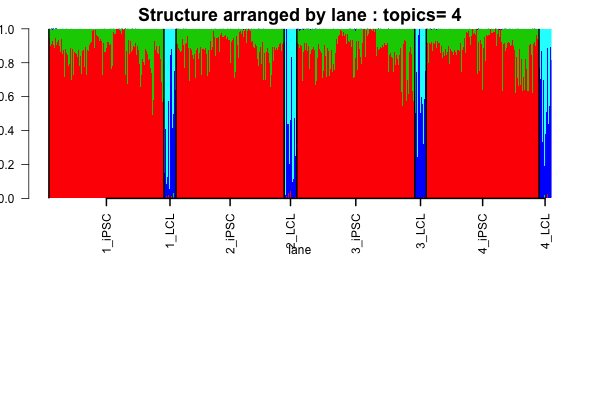 Structure arranged by lane : topics= 4
1.0
0.8
0.6
0.4
0.2
0.0
1_iPSC
1_LCL
2_iPSC
2_LCL
3_iPSC
3_LCL
4_iPSC
4_LCL
lane